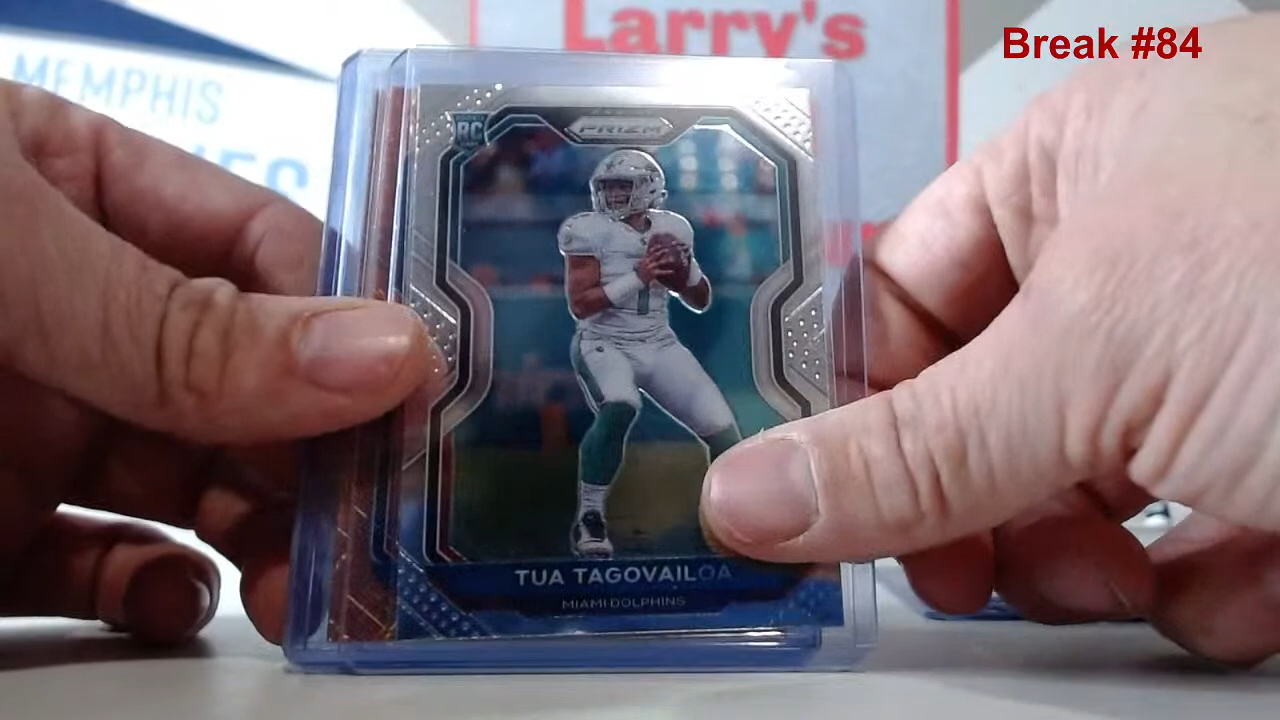 Larry's
Break #84
MEMPHIS
RC
PRIZM
TUA TAGOVAILOA
MIAMI DOLPHINS